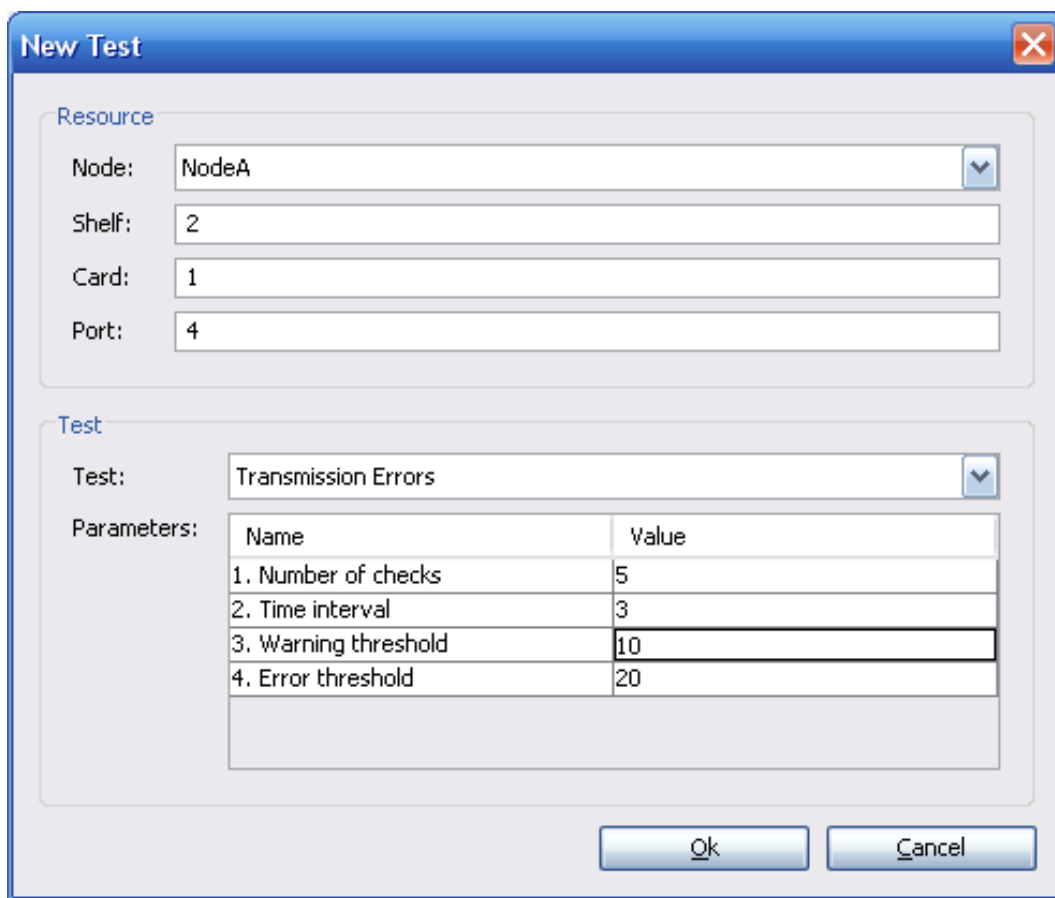 New Test
Resource
Node: NodeA
Shelf: 2
Card: 1
Port: 4
Test
Test: Transmission Errors
Parameters: Name Value
1. Number of checks 5
2. Time interval 3
3. Warning threshold 10
4. Error threshold 20
Ok Cancel